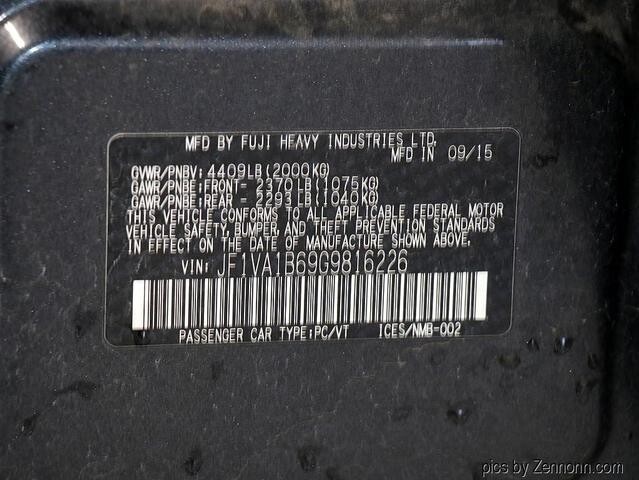 MFD BY FUJI HEAVY INDUSTRIES LTD.
MFD IN 09/15
GVWR/PNBV: 4409LB(2000KG)
GAWR/PNBE:FRONT- 2370LB(1075KG)
GAWR/PNBE:REAR - 2293LB(1040KG)
THIS VEHICLE CONFORMS TO ALL APPLICABLE FEDERAL MOTOR
VEHICLE SAFETY, BUMPER, AND THEFT PREVENTION STANDARDS
IN EFFECT ON THE DATE OF MANUFACTURE SHOWN ABOVE.
VIN: JF1VA1B69G9816226
PASSENGER CAR TYPE:PC/VT ICES/NMB-002
pics by Zennonn.com